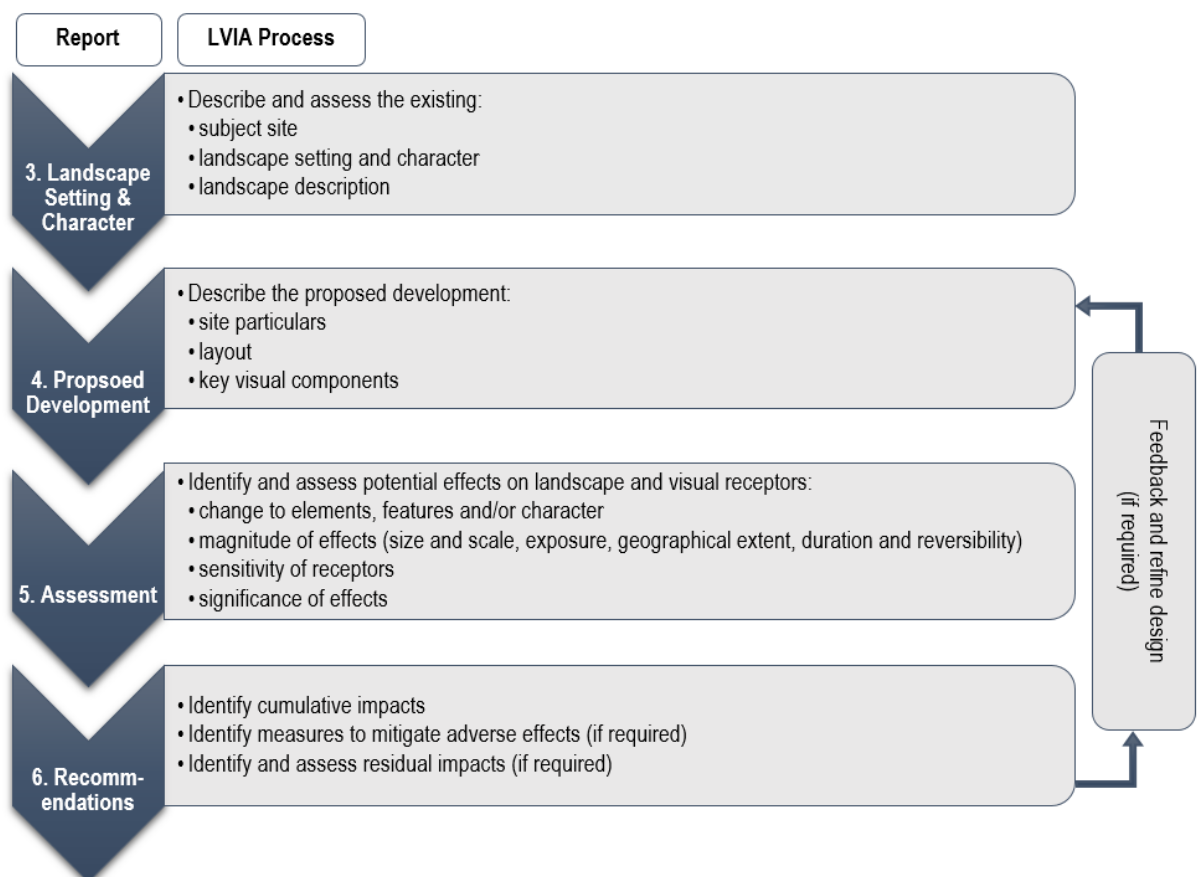 Report
LVIA Process
3. Landscape
Setting &
Character
• Describe and assess the existing:
• subject site
• landscape setting and character
• landscape description
4. Propsoed
Development
• Describe the proposed development:
• site particulars
• layout
• key visual components
5. Assessment
• Identify and assess potential effects on landscape and visual receptors:
• change to elements, features and/or character
• magnitude of effects (size and scale, exposure, geographical extent, duration and reversibility)
• sensitivity of receptors
• significance of effects
6. Recomm-
endations
• Identify cumulative impacts
• Identify measures to mitigate adverse effects (if required)
• Identify and assess residual impacts (if required)
Feedback and refine design
(if required)